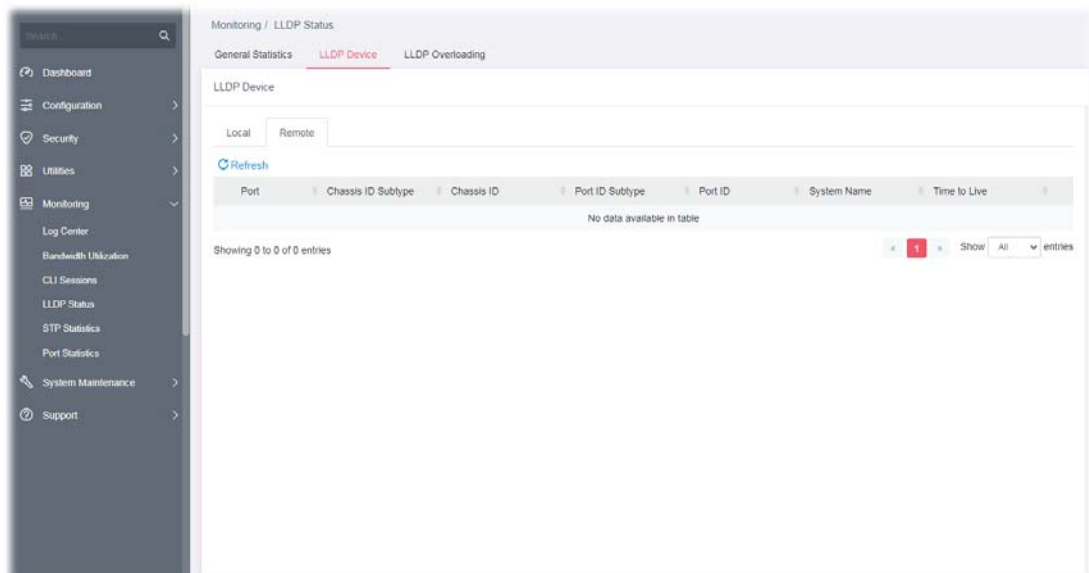 Search...
Dashboard
Configuration
Security
Utilities
Monitoring
Log Center
Bandwidth Utilization
CLI Sessions
LLDP Status
STP Statistics
Port Statistics
System Maintenance
Support
Monitoring / LLDP Status
General Statistics LLDP Device LLDP Overloading
LLDP Device
Local Remote
Refresh
Port Chassis ID Subtype Chassis ID Port ID Subtype Port ID System Name Time to Live
No data available in table
Showing 0 to 0 of 0 entries
« 1 » Show All entries